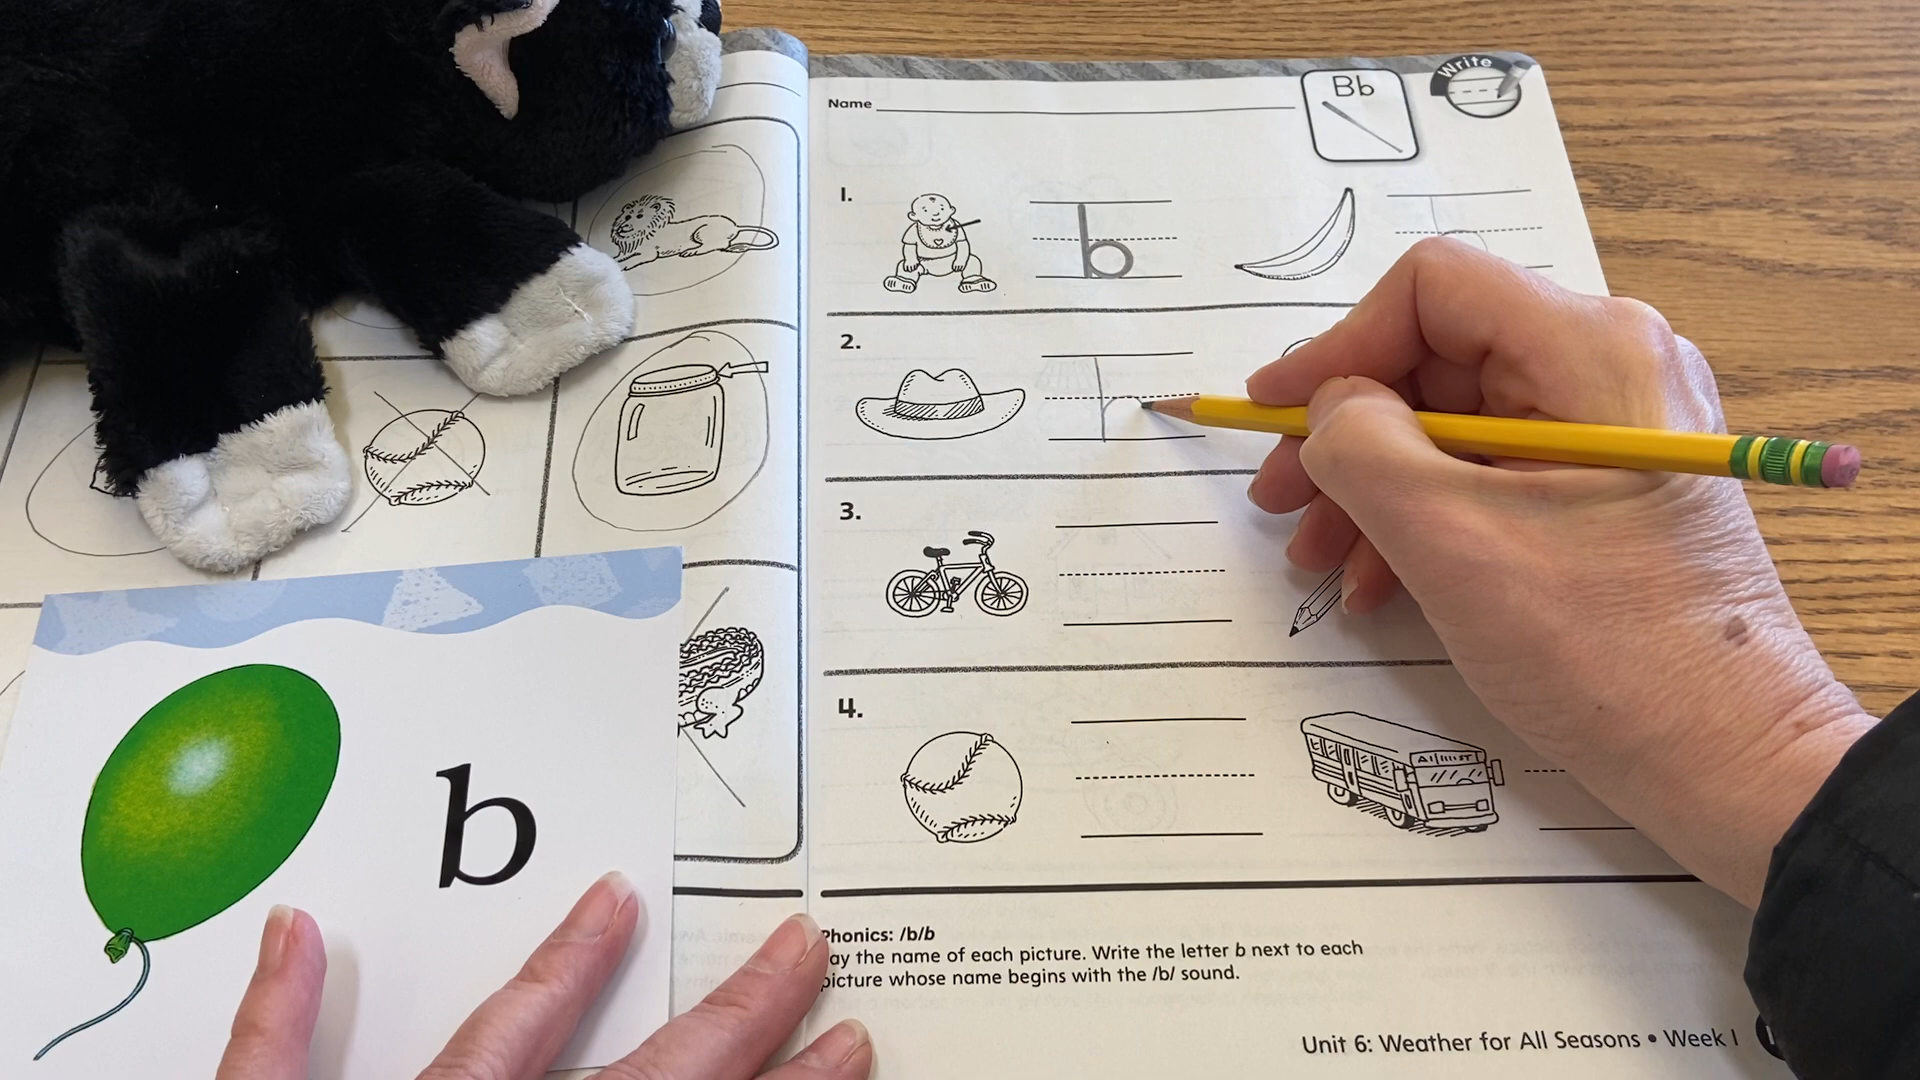 Name
Bb
Write
1.
b
b
2.
3.
4.
b
Phonics: /b/b
ay the name of each picture. Write the letter b next to each
picture whose name begins with the /b/ sound.
Unit 6: Weather for All Seasons • Week 1